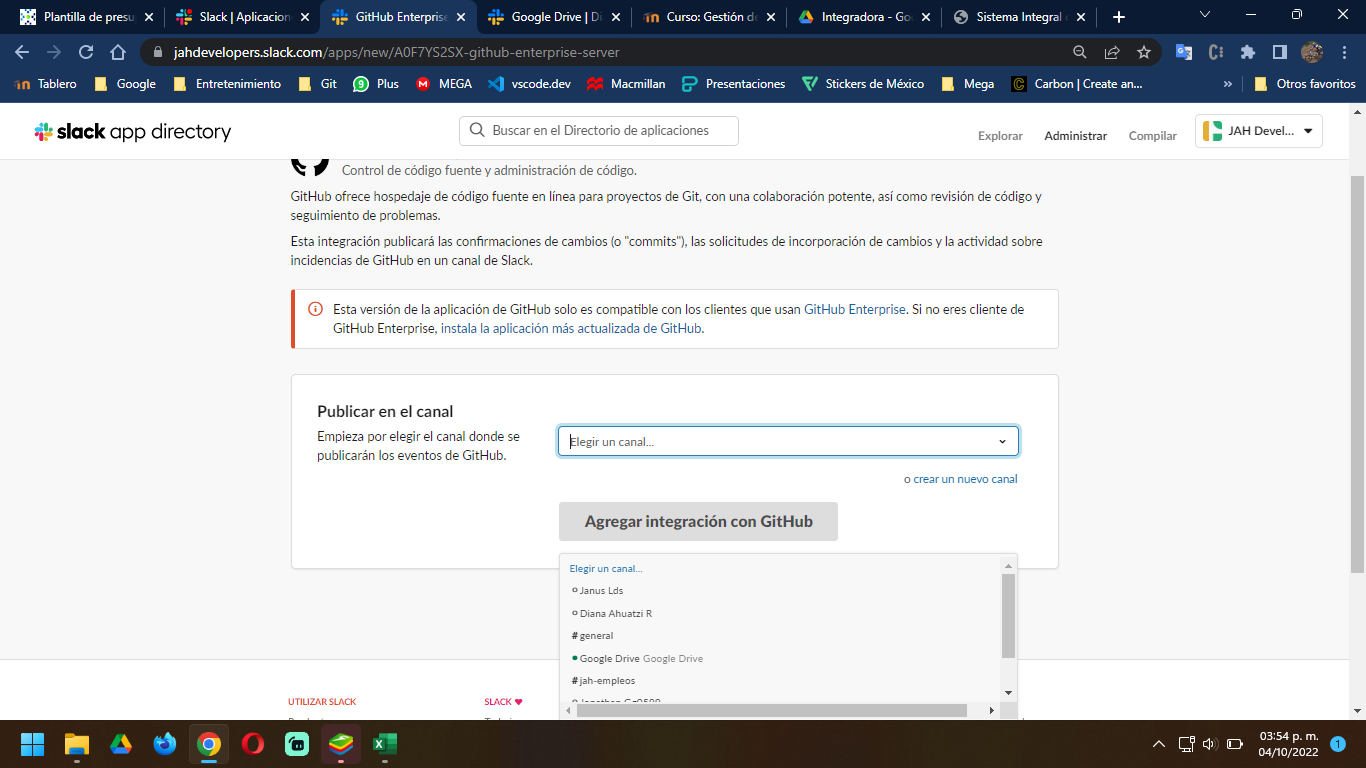 Plantilla de presu
Slack | Aplicacion
GitHub Enterprise
Google Drive | Di
Curso: Gestión de
Integradora - Goo
Sistema Integral d
jahdevelopers.slack.com/apps/new/A0F7YS2SX-github-enterprise-server
Tablero
Google
Entretenimiento
Git
Plus
MEGA
vscode.dev
Macmillan
Presentaciones
Stickers de México
Mega
Carbon | Create an...
»
Otros favoritos
slack app directory
Buscar en el Directorio de aplicaciones
Explorar
Administrar
Compilar
JAH Devel...
Control de código fuente y administración de código.
GitHub ofrece hospedaje de código fuente en línea para proyectos de Git, con una colaboración potente, así como revisión de código y
seguimiento de problemas.
Esta integración publicará las confirmaciones de cambios (o "commits"), las solicitudes de incorporación de cambios y la actividad sobre
incidencias de GitHub en un canal de Slack.
Esta versión de la aplicación de GitHub solo es compatible con los clientes que usan GitHub Enterprise. Si no eres cliente de
GitHub Enterprise, instala la aplicación más actualizada de GitHub.
Publicar en el canal
Empieza por elegir el canal donde se
publicarán los eventos de GitHub.
Elegir un canal...
o crear un nuevo canal
Agregar integración con GitHub
Elegir un canal...
Janus Lds
Diana Ahuatzi R
# general
Google Drive Google Drive
# jah-empleos
UTILIZAR SLACK
SLACK ♥
03:54 p. m.
04/10/2022
1